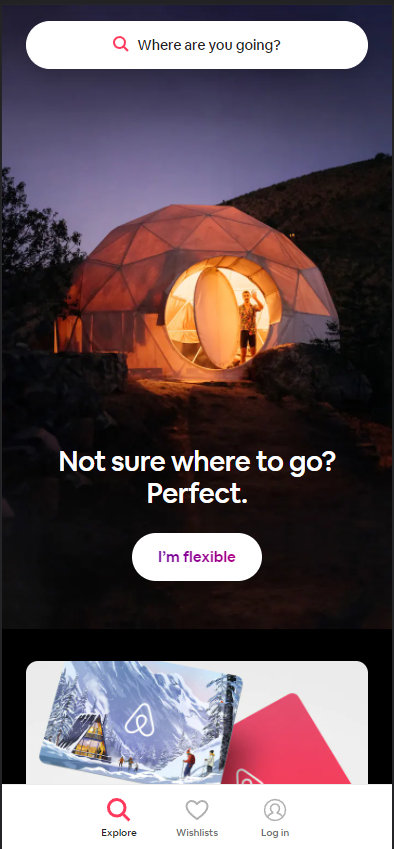 Where are you going?
Not sure where to go?
Perfect.
I'm flexible
Explore
Wishlists
Log in